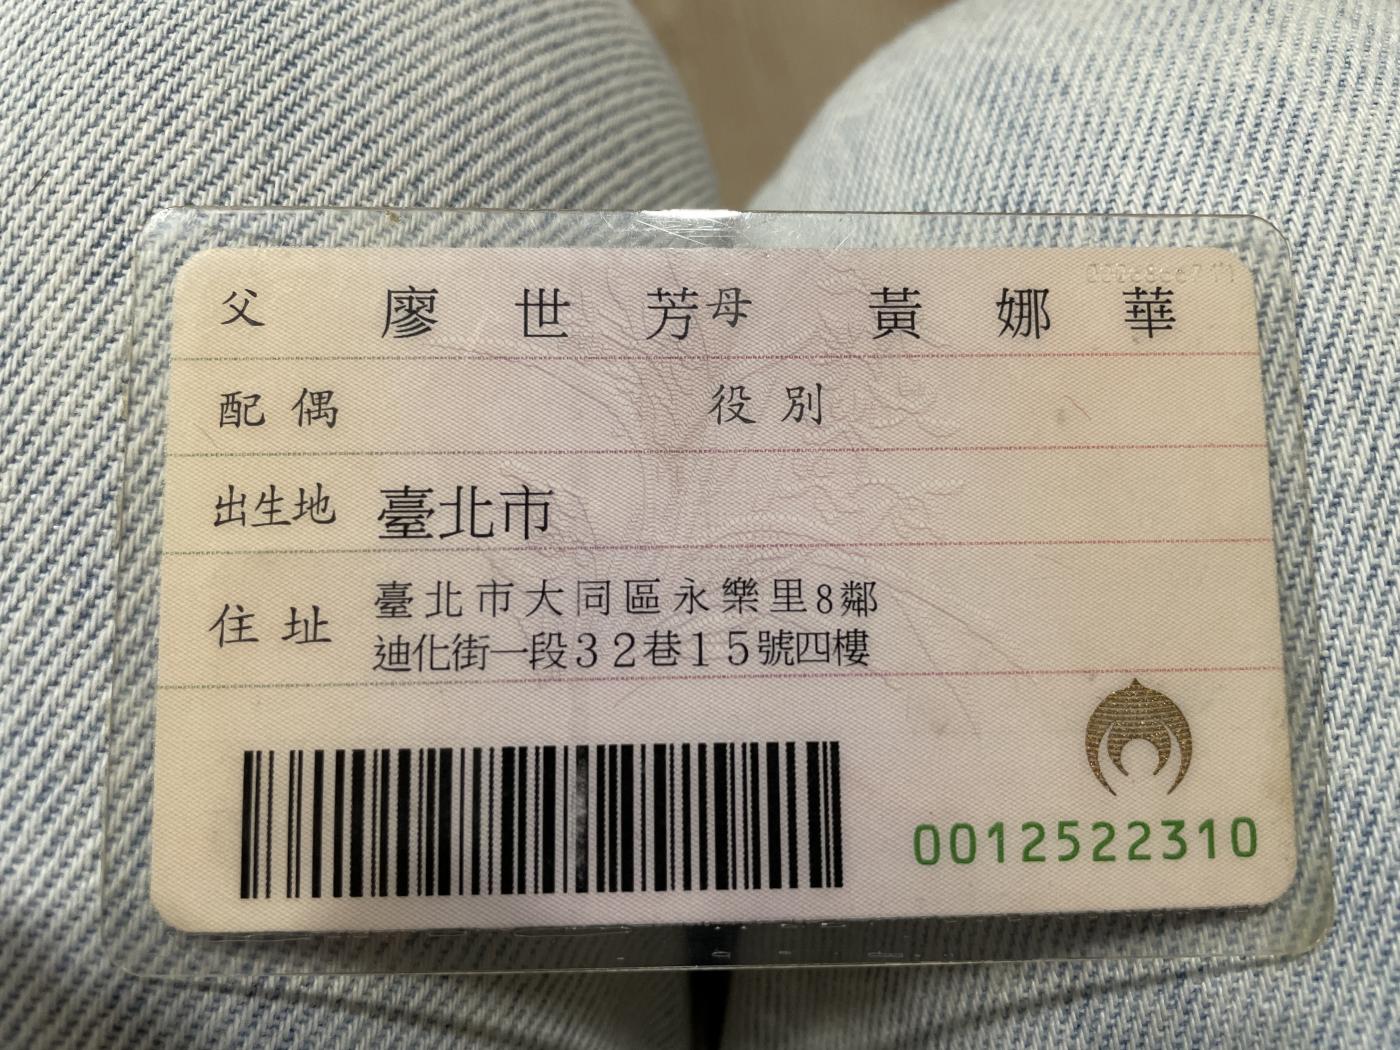 父 廖世芳 母 黃娜華
配偶 役別
出生地 臺北市
住址 臺北市大同區永樂里8鄰
迪化街一段32巷15號四樓
0012522310